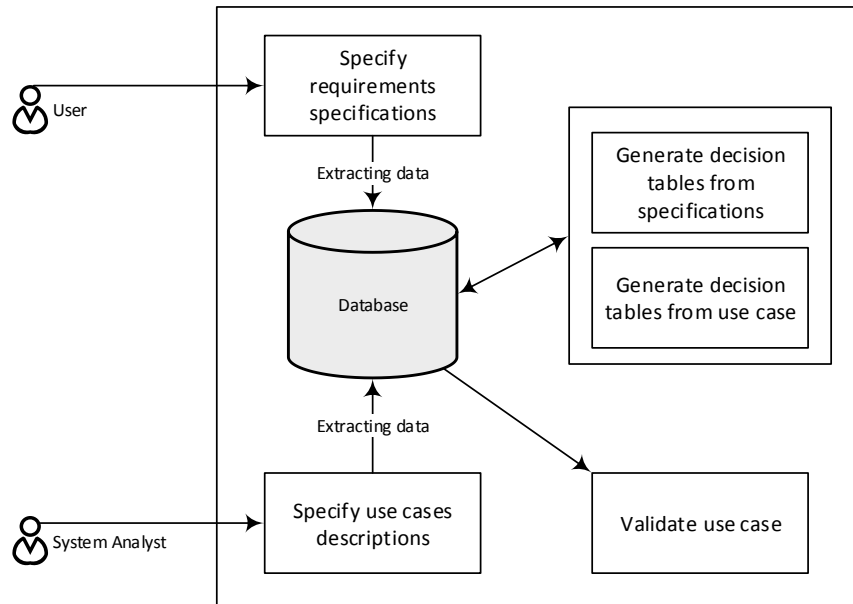 Specify
requirements
specifications
User
Extracting data
Generate decision
tables from
specifications
Generate decision
tables from use case
Database
Extracting data
Specify use cases
descriptions
Validate use case
System Analyst